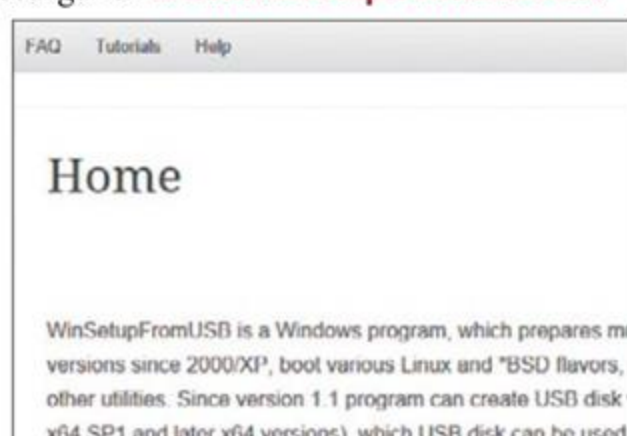 FAQ Tutorials Help
Home
WinSetupFromUSB is a Windows program, which prepares
versions since 2000/XP, boot various Linux and *BSD flavors,
other utilities. Since version 1.1 program can create USB disk
x64 SP1 and later x64 versions), which USB disk can be used